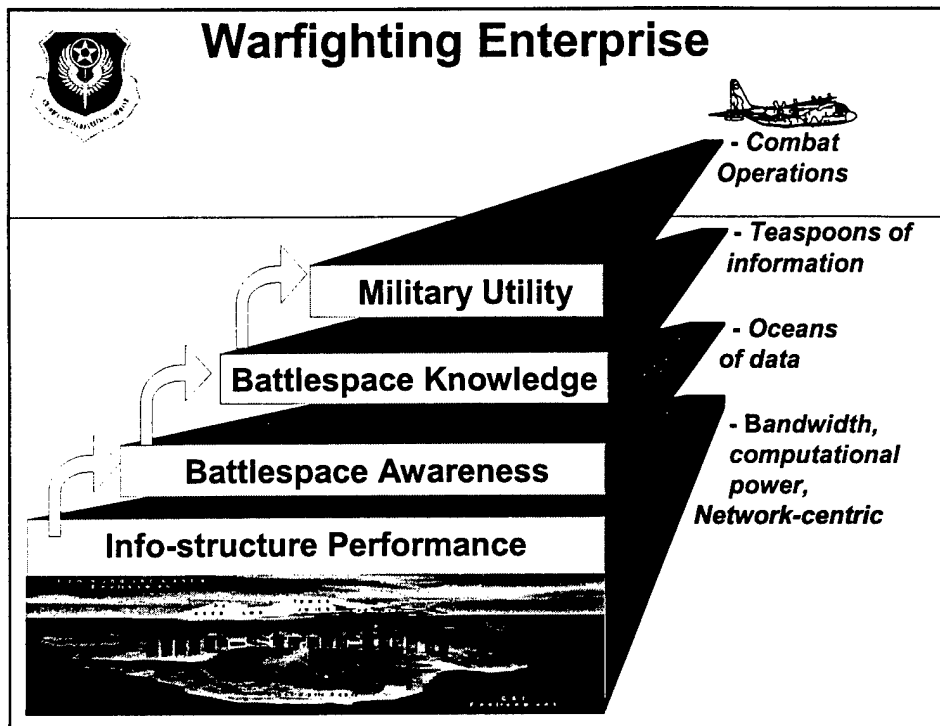 Warfighting Enterprise
- Combat
Operations
- Teaspoons of
information
Military Utility
- Oceans
of data
Battlespace Knowledge
- Bandwidth,
computational
power,
Network-centric
Battlespace Awareness
Info-structure Performance